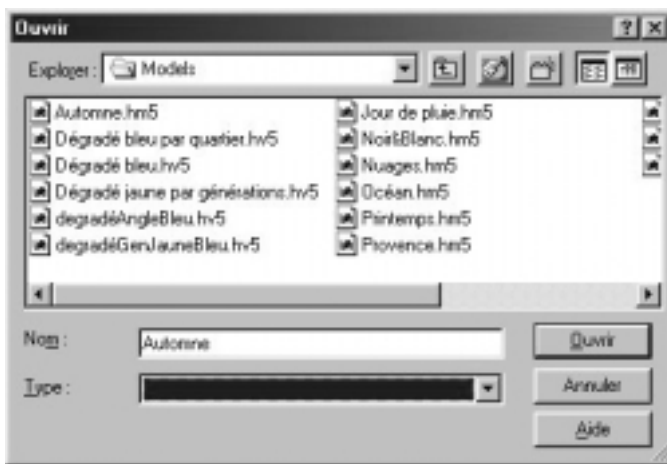 Ouvrir
Explorer : Models
Automne.hm5
Dégradé bleu par quartier.hv5
Dégradé bleu.hv5
Dégradé jaune par générations.hv5
degradéAngleBleu.hv5
degradéGenJauneBleu.hv5
Jour de pluie.hm5
Noir&Blanc.hm5
Nuages.hm5
Océan.hm5
Printemps.hm5
Provence.hm5
Nom : Automne
Ouvrir
Type :
Annuler
Aide